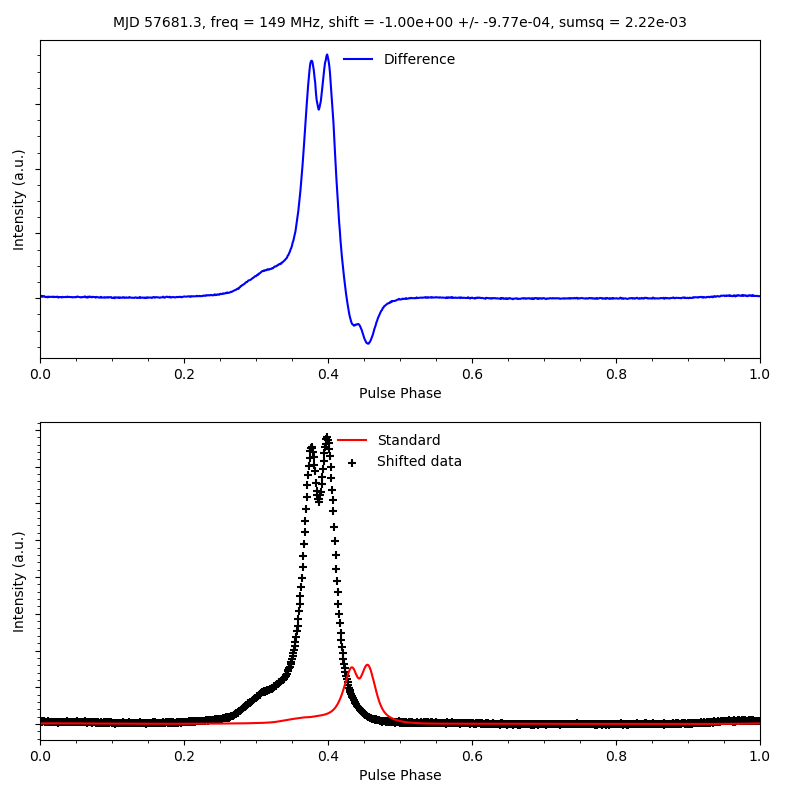 MJD 57681.3, freq = 149 MHz, shift = -1.00e+00 +/- -9.77e-04, sumsq = 2.22e-03
Difference
Intensity (a.u.)
0.0 0.2 0.4 0.6 0.8 1.0
Pulse Phase
Standard
Shifted data
Intensity (a.u.)
0.0 0.2 0.4 0.6 0.8 1.0
Pulse Phase